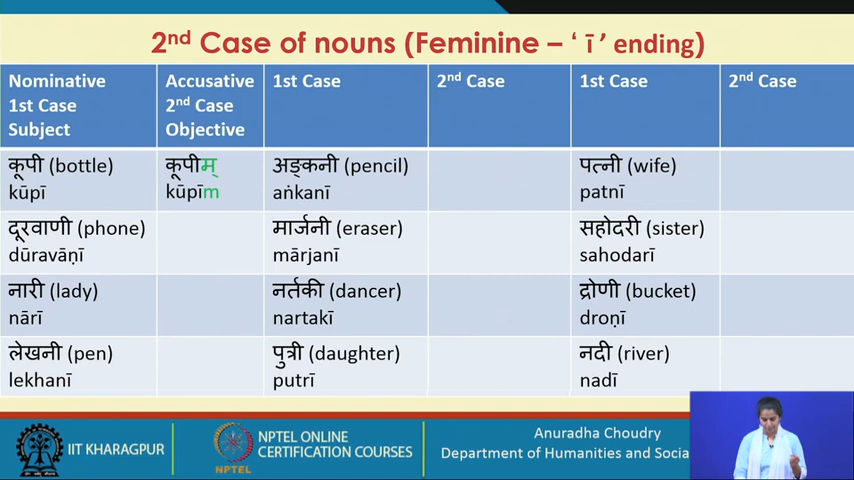 2nd Case of nouns (Feminine – ‘ ī ’ ending)
Nominative
1st Case
Subject
Accusative
2nd Case
Objective
1st Case
2nd Case
1st Case
2nd Case
कूपी (bottle)
kūpī
कूपीम्
kūpīm
अङ्कनी (pencil)
aṅkanī
पत्नी (wife)
patnī
दूरवाणी (phone)
dūravāṇī
मार्जनी (eraser)
mārjanī
सहोदरी (sister)
sahodarī
नारी (lady)
nārī
नर्तकी (dancer)
nartakī
द्रोणी (bucket)
droṇī
लेखनी (pen)
lekhanī
पुत्री (daughter)
putrī
नदी (river)
nadī
IIT KHARAGPUR
NPTEL
NPTEL ONLINE
CERTIFICATION COURSES
Anuradha Choudry
Department of Humanities and Socia